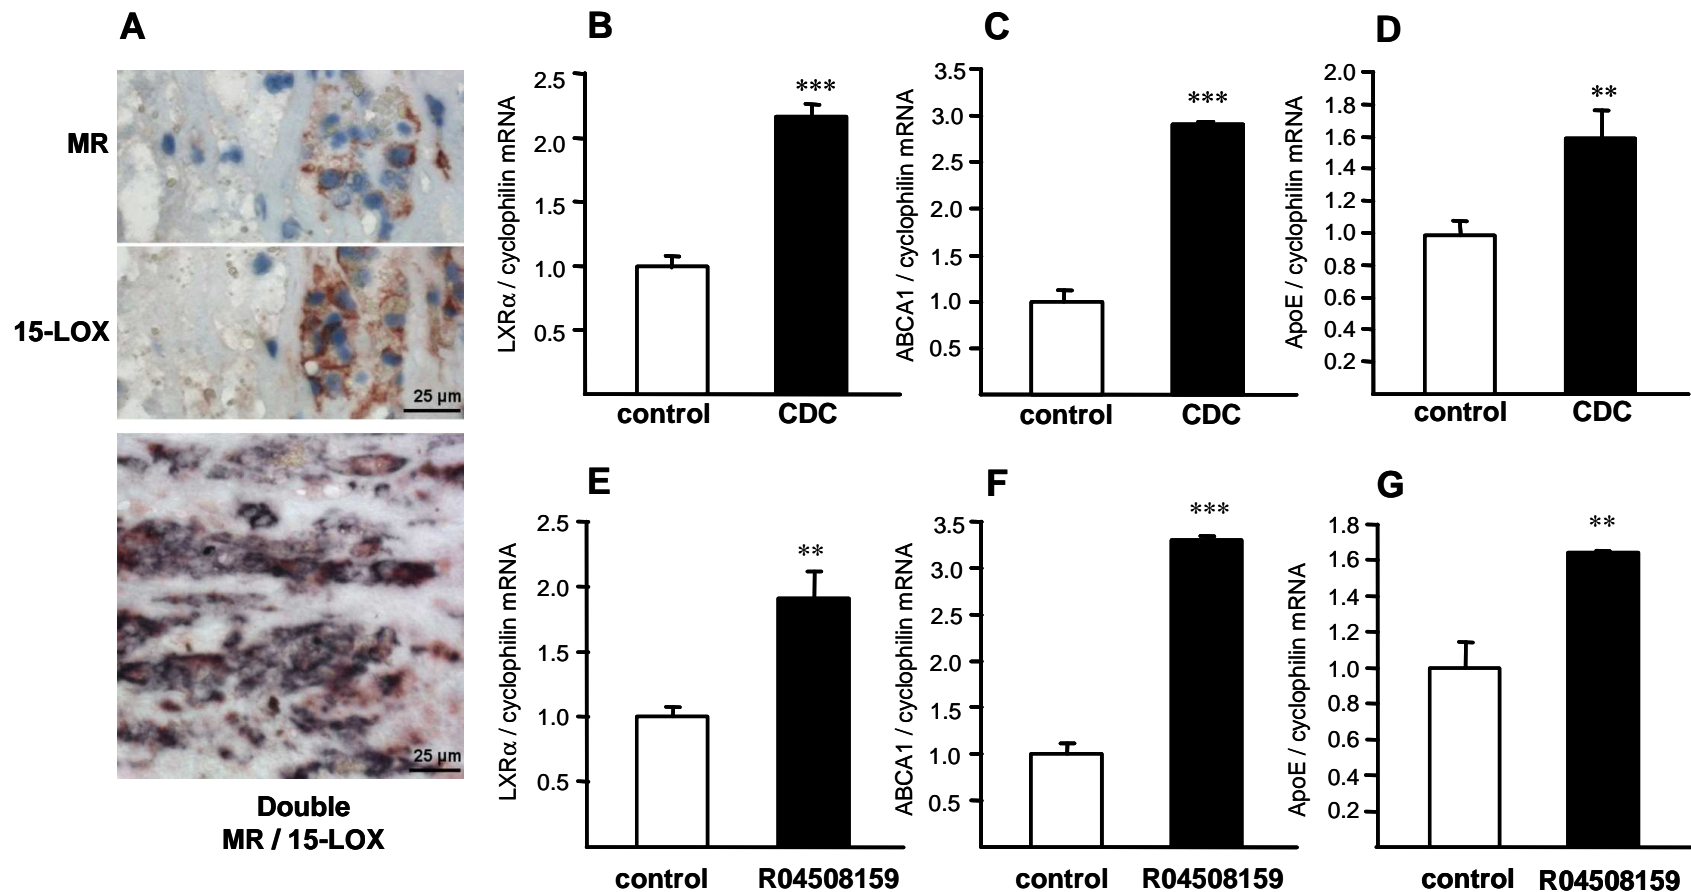 A
MR
15-LOX
25 µm
25 µm
Double
MR / 15-LOX
B
LXRα / cyclophilin mRNA
2.5
2.0
1.5
1.0
0.5
***
control
CDC
C
ABCA1 / cyclophilin mRNA
3.5
3.0
2.5
2.0
1.5
1.0
0.5
***
control
CDC
D
ApoE / cyclophilin mRNA
2.0
1.8
1.6
1.4
1.2
1.0
0.8
0.6
0.4
0.2
**
control
CDC
E
LXRα / cyclophilin mRNA
2.5
2.0
1.5
1.0
0.5
**
control
R04508159
F
ABCA1 / cyclophilin mRNA
3.5
3.0
2.5
2.0
1.5
1.0
0.5
***
control
R04508159
G
ApoE / cyclophilin mRNA
1.8
1.6
1.4
1.2
1.0
0.8
0.6
0.4
0.2
**
control
R04508159